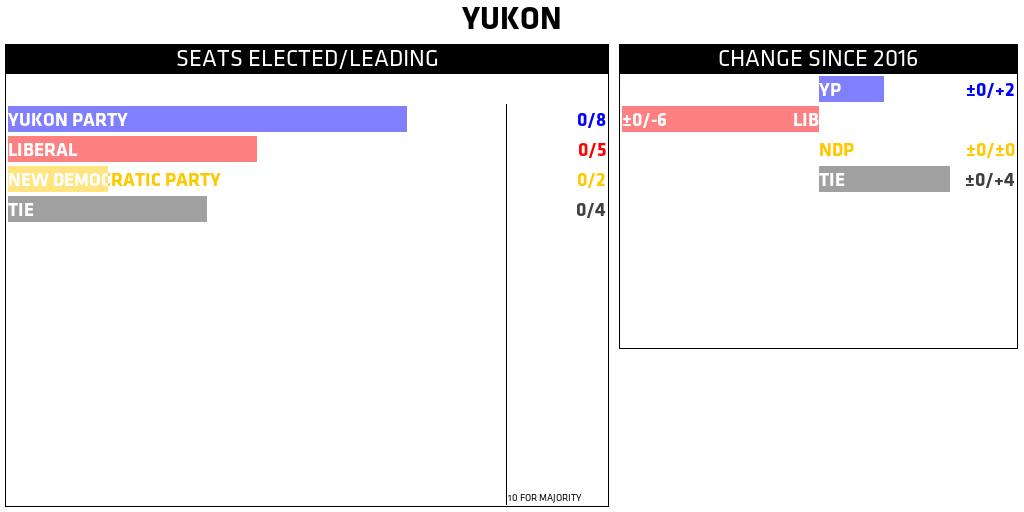 YUKON
SEATS ELECTED/LEADING
YUKON PARTY 0/8
LIBERAL 0/5
NEW DEMOCRATIC PARTY 0/2
TIE 0/4
10 FOR MAJORITY
CHANGE SINCE 2016
YP ±0/+2
±0/-6 LIB
NDP ±0/±0
TIE ±0/+4